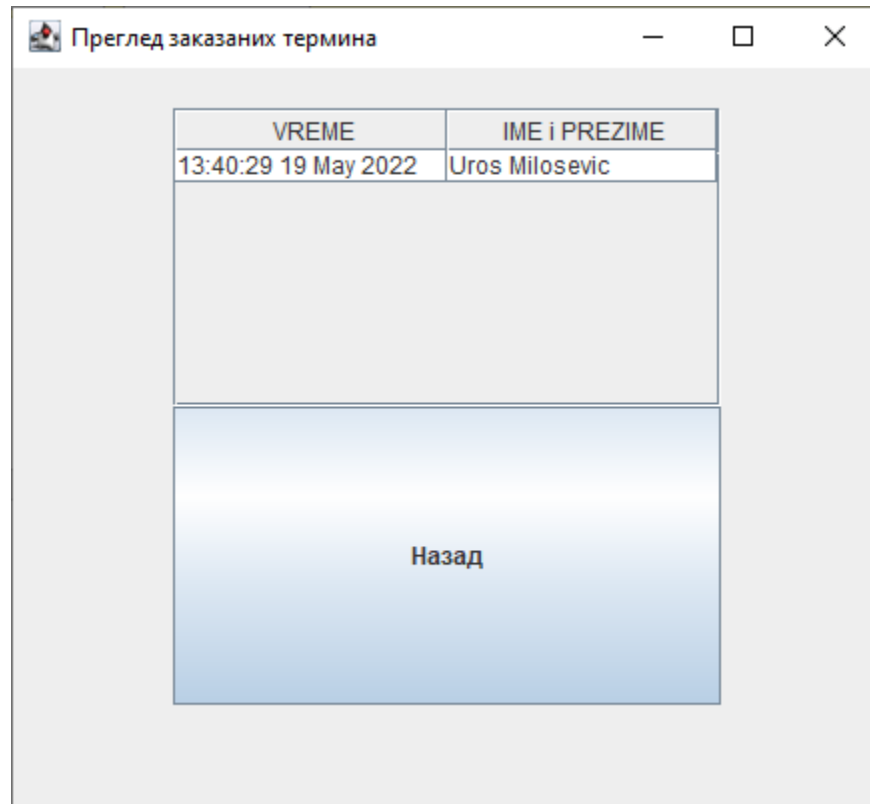 Преглед заказаних термина
VREME IME i PREZIME
13:40:29 19 May 2022 Uros Milosevic
Назад